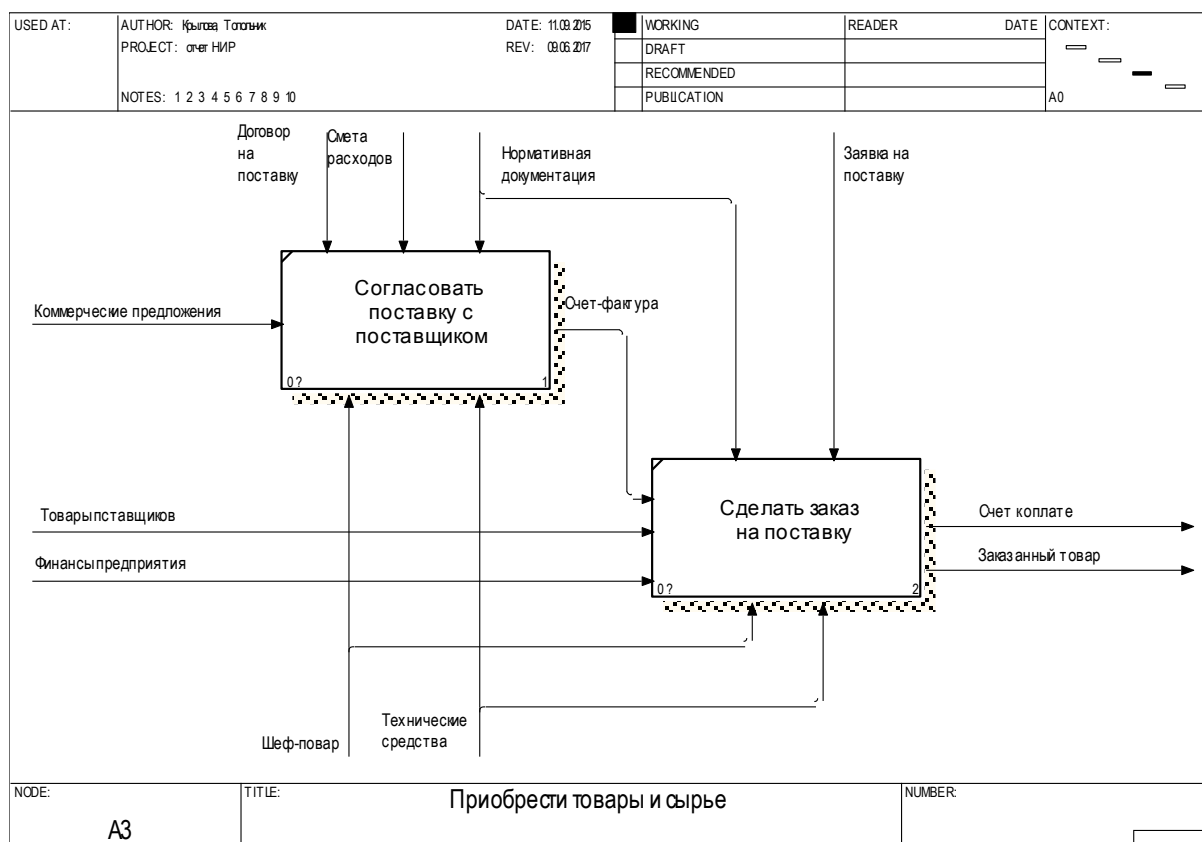 USED AT:
AUTHOR: Крылова, Топольник
DATE: 11.09.2015
WORKING
READER
DATE
CONTEXT:
PROJECT: отчет НИР
REV: 09.06.2017
DRAFT
RECOMMENDED
NOTES: 1 2 3 4 5 6 7 8 9 10
PUBLICATION
A0
Договор
на
поставку
Смета
расходов
Нормативная
документация
Заявка на
поставку
Коммерческие предложения
Согласовать
поставку с
поставщиком
0 ?
1
Счет-фактура
Товары пставщиков
Финансы предприятия
Сделать заказ
на поставку
0 ?
2
Счет к оплате
Заказанный товар
Шеф-повар
Технические
средства
NODE:
A3
TITLE:
Приобрести товары и сырье
NUMBER: